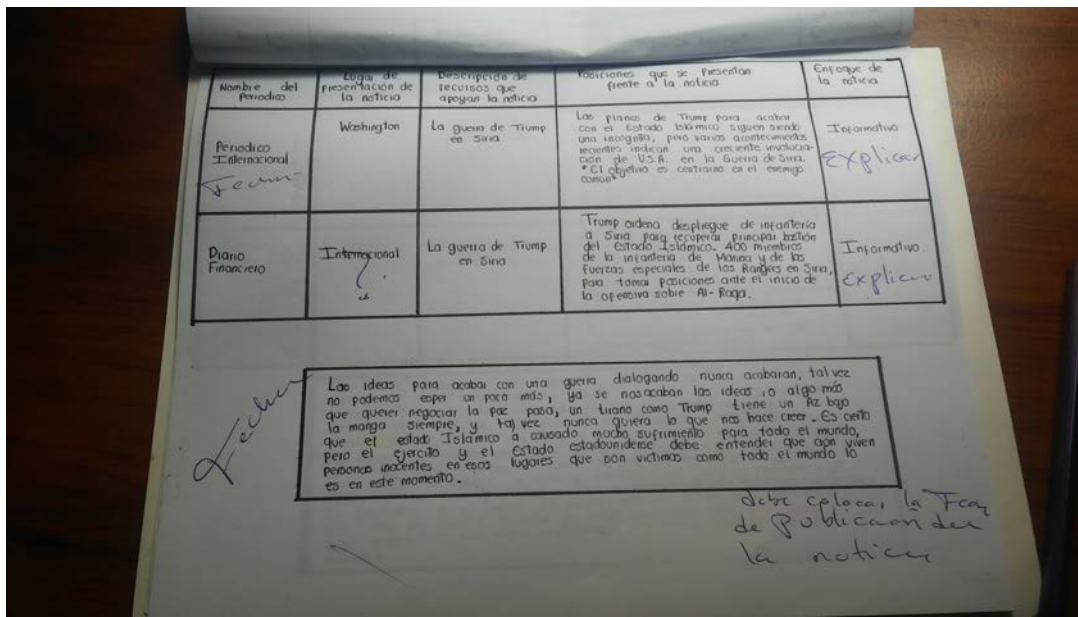 Nombre del
Periodico
Lugar de
presentación de
la noticia
Descripción de
recursos que
apoyan la noticia
Posiciones que se presentan
frente a la noticia
Enfoque de
la noticia
Periodico
Internacional
Washington
La guerra de Trump
en Siria
Los planes de Trump para acabar
con el Estado Islámico siguen siendo
una incognita, pero varios acontecimientos
recientes indican una creciente involucra-
ción de U.S.A. en la Guerra de Siria.
"El objetivo es centrarno en el enemigo
comun"
Informativo
Explicar
Diario
Financiero
Internacional
?
La guerra de Trump
en Siria
Trump ordena despliegue de infantería
a Siria para recuperar principal bastión
del Estado Islámico. 400 miembros
de la infantería de Marina y de las
fuerzas especiales de los Rangers en Siria,
para tomar posiciones ante el inicio de
la ofensiva sobre Al-Raqa.
Informativo.
Explicar
Las ideas para acabar con una guerra dialogando nunca acabaran, tal vez
no podemos esper un poco más, ya se nos acaban las ideas, o algo más
que querer negociar la paz pasa, un tirano como Trump tiene un Az bajo
la manga siempre, y tal vez nunca quiera lo que nos hace creer. Es cierto
que el estado Islámico a causado mucho sufrimiento para todo el mundo,
pero el ejercito y el Estado estadounidense debe entender que aon viven
personas inocentes en esos lugares que son victimas como todo el mundo lo
es en este momento.
Fecha
debe colocar la
de Publicación de
la noticia